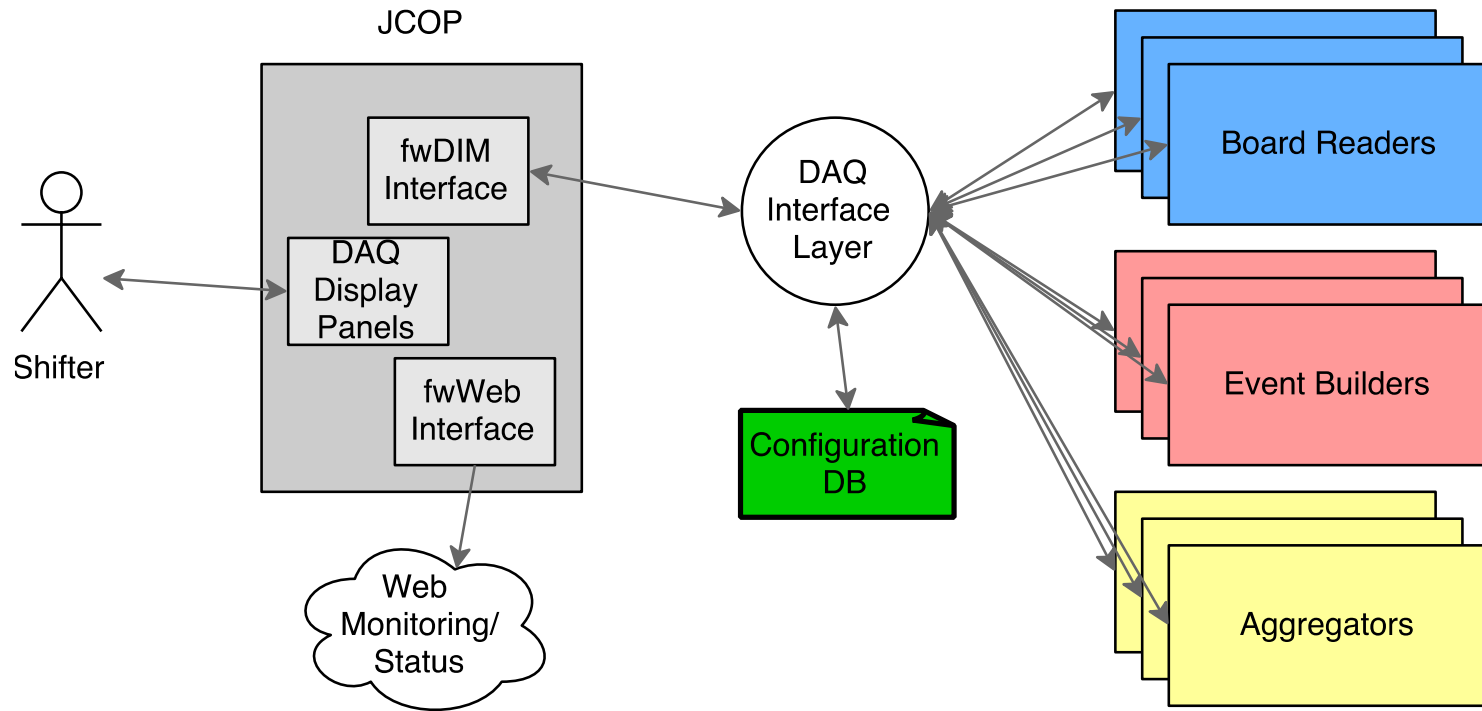 JCOP
fwDIM
Interface
DAQ
Display
Panels
fwWeb
Interface
Shifter
Web
Monitoring/
Status
DAQ
Interface
Layer
Configuration
DB
Board Readers
Event Builders
Aggregators